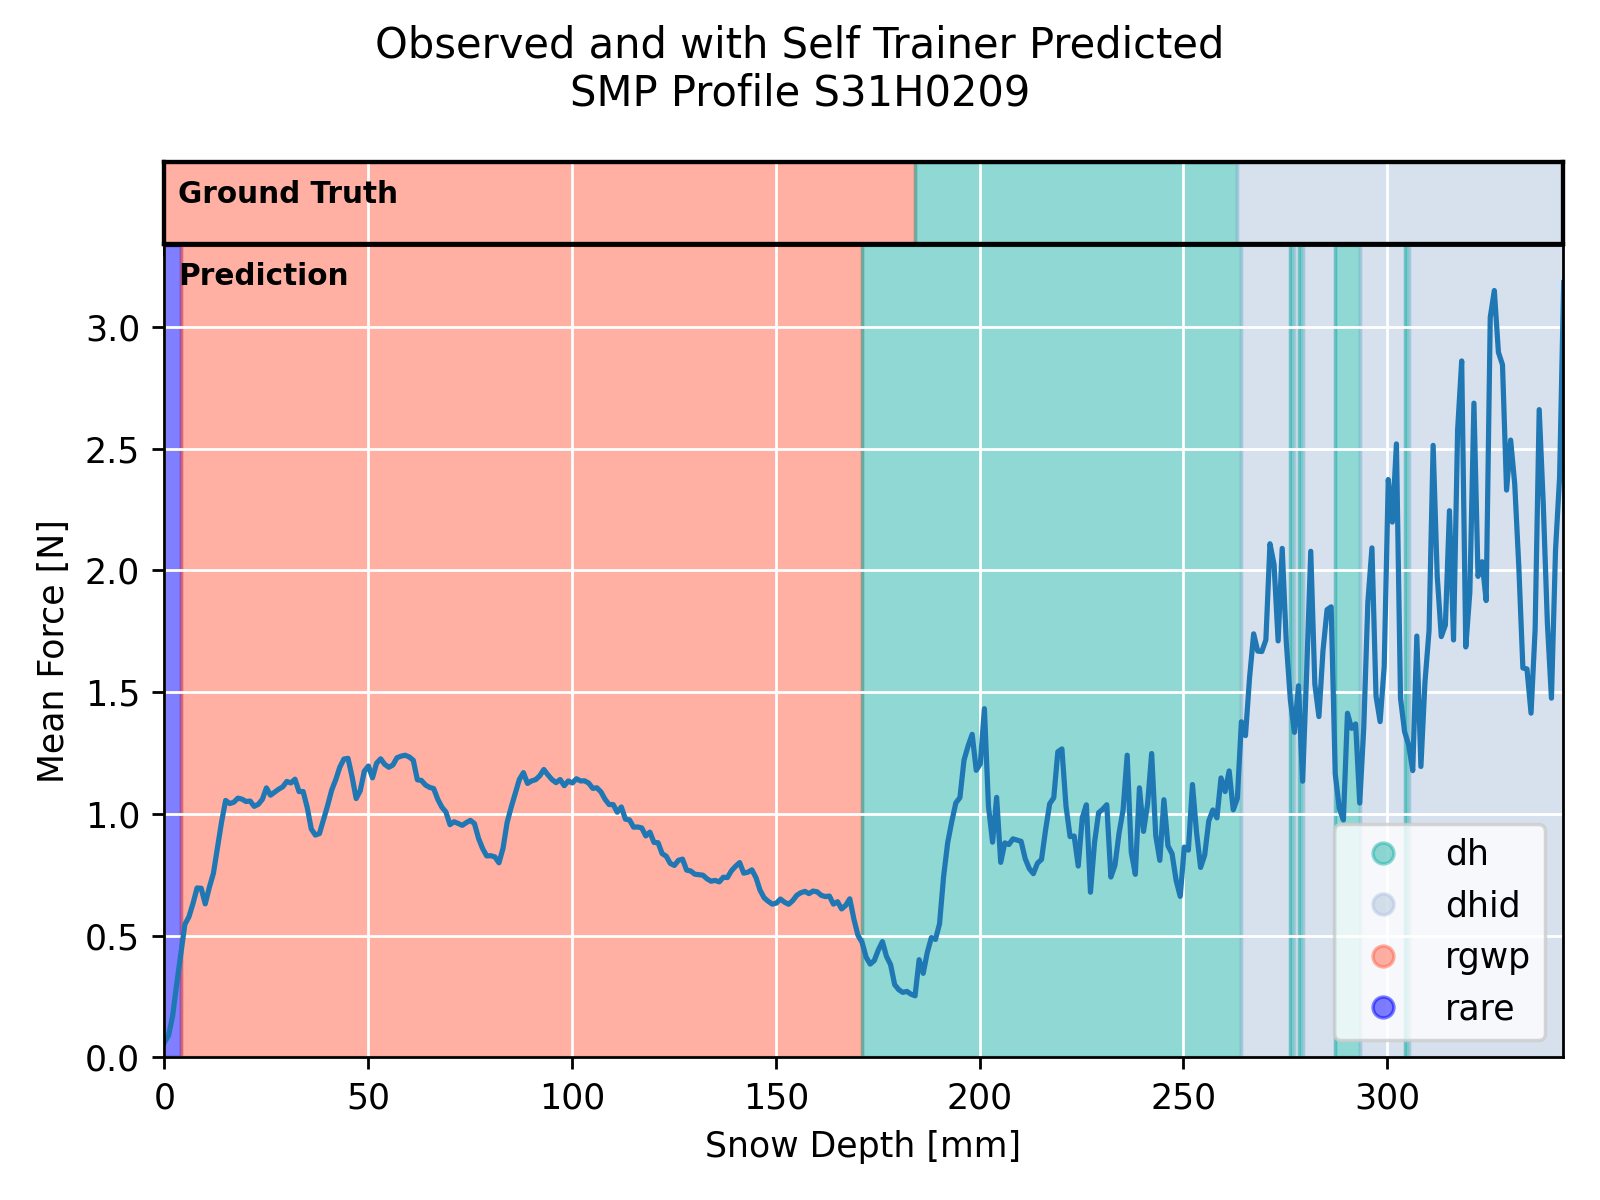 Observed and with Self Trainer Predicted
SMP Profile S31H0209
Ground Truth
Prediction
3.0
2.5
2.0
1.5
1.0
0.5
0.0
Mean Force [N]
dh
dhid
rgwp
rare
0 50 100 150 200 250 300
Snow Depth [mm]